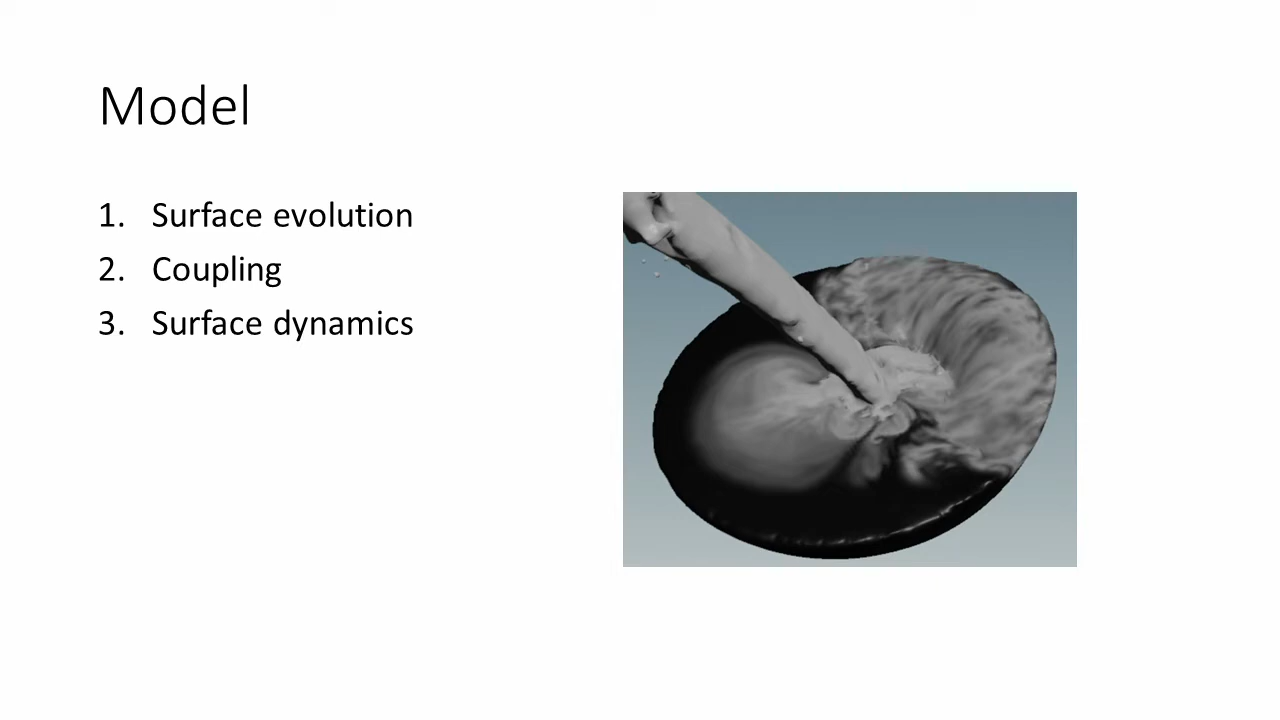 Model
1. Surface evolution
2. Coupling
3. Surface dynamics